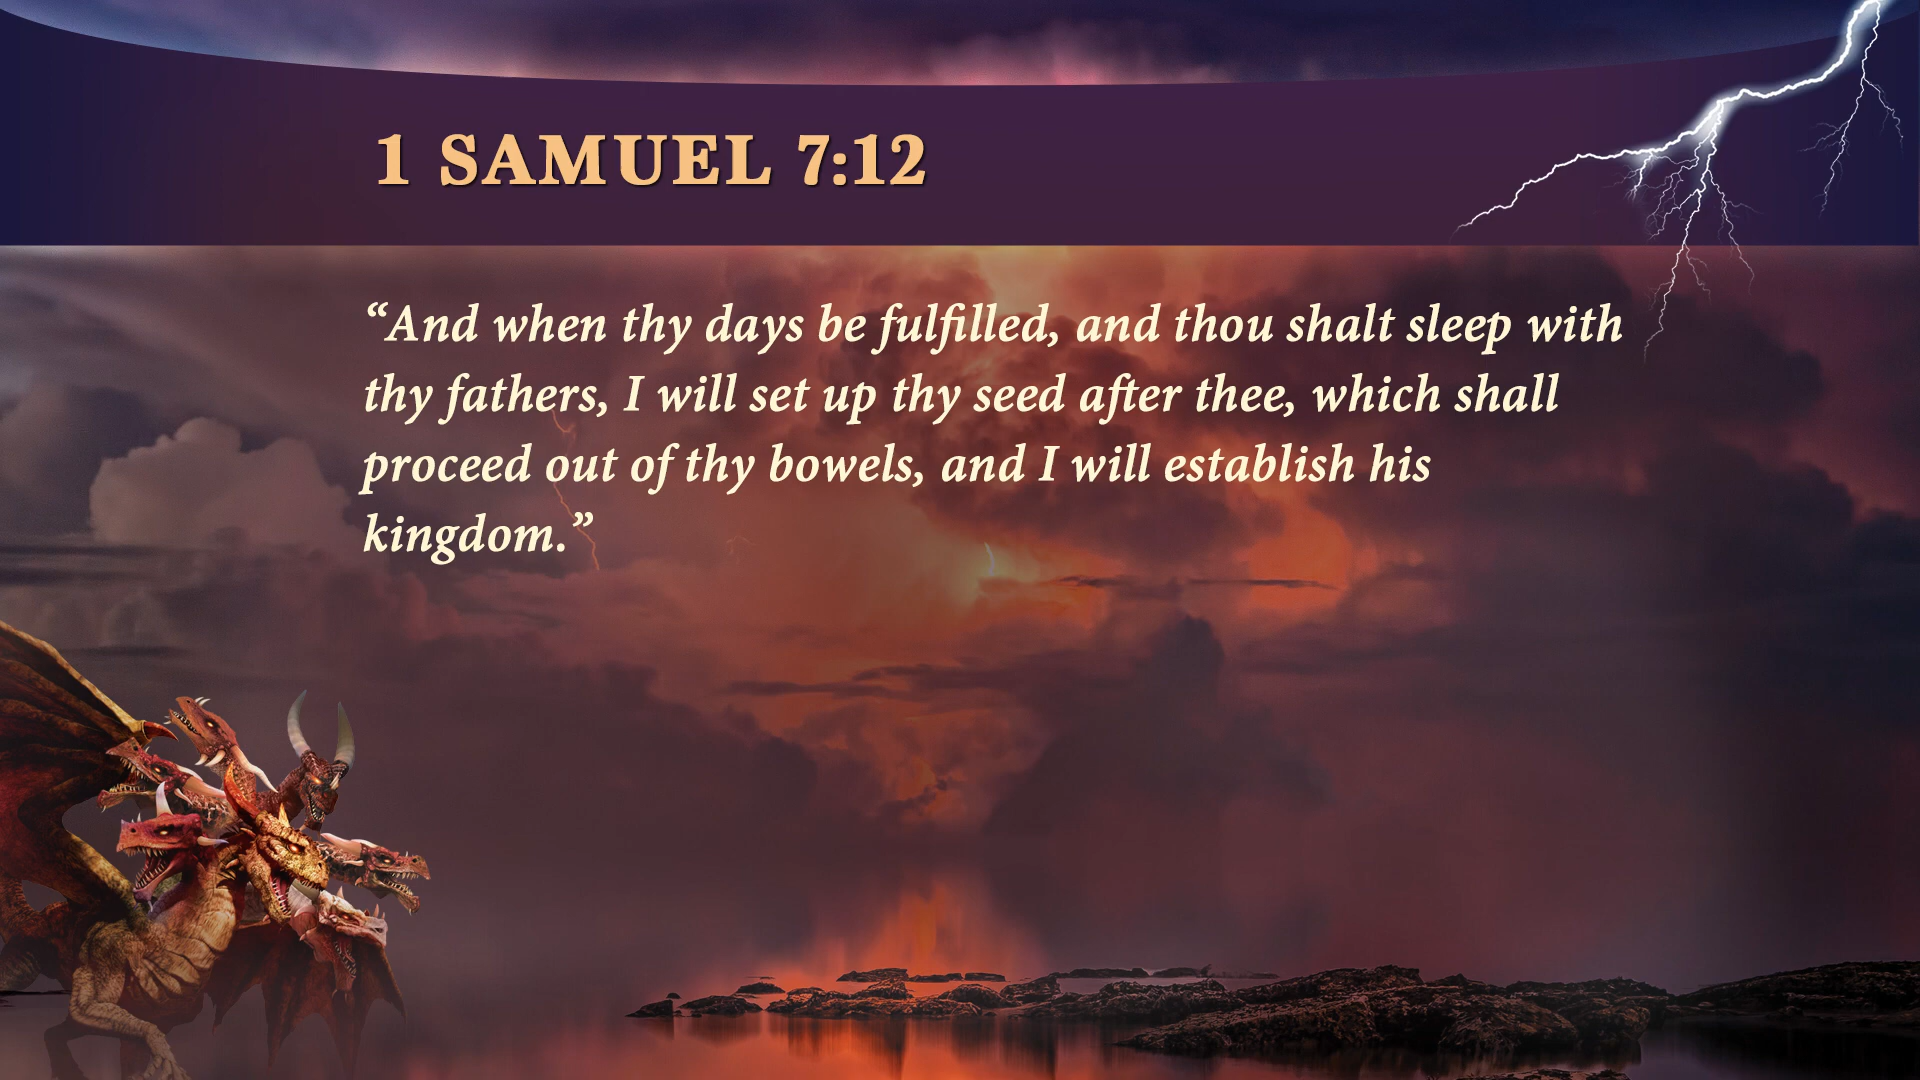 1 SAMUEL 7:12
“And when thy days be fulfilled, and thou shalt sleep with
thy fathers, I will set up thy seed after thee, which shall
proceed out of thy bowels, and I will establish his
kingdom.”